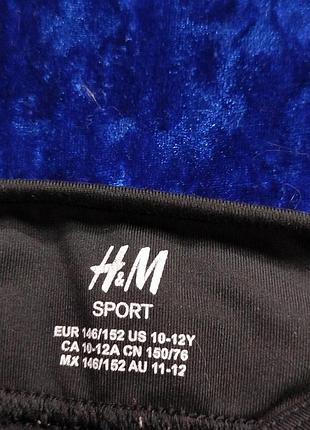 H&M
SPORT
EUR 146/152 US 10-12Y
CA 10-12A CN 150/76
MX 146/152 AU 11-12